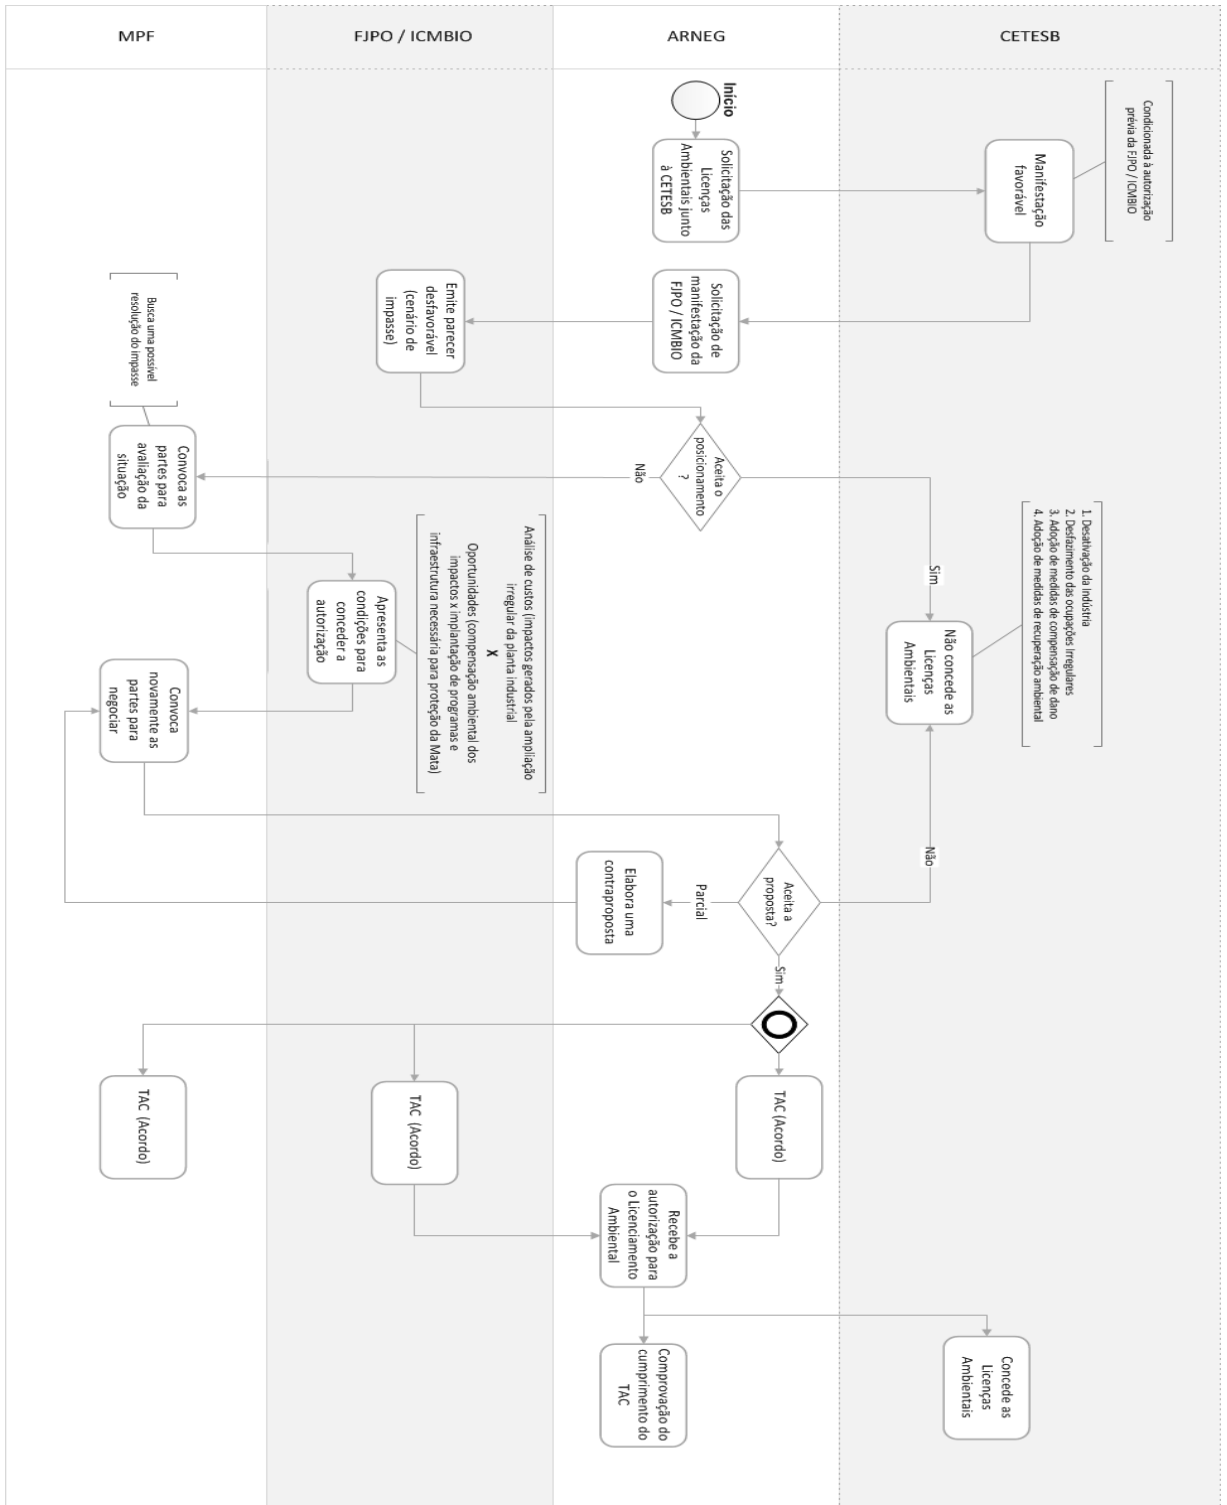 MPF
FJPO / ICMBIO
ARNEG
CETESB
Início
Solicitação das
Licenças
Ambientais junto
à CETESB
Manifestação
favorável
Condicionada à autorização
prévia da FJPO / ICMBIO
Solicitação de
manifestação da
FJPO / ICMBIO
Emite parecer
desfavorável
(cenário de
impasse)
Aceita o
posicionamento
?
Não
Sim
Busca uma possível
resolução do impasse
Convoca as
partes para
avaliação da
situação
1. Desativação da Indústria
2. Desfazimento das ocupações irregulares
3. Adoção de medidas de compensação de dano
4. Adoção de medidas de recuperação ambiental
Não concede as
Licenças
Ambientais
Análise de custos (impactos gerados pela ampliação
irregular da planta industrial
X
Oportunidades (compensação ambiental dos
impactos x implantação de programas e
infraestrutura necessária para proteção da Mata)
Apresenta as
condições para
conceder a
autorização
Convoca
novamente as
partes para
negociar
Aceita a
proposta?
Não
Parcial
Sim
Elabora uma
contraproposta
TAC (Acordo)
TAC (Acordo)
TAC (Acordo)
Recebe a
autorização para
o Licenciamento
Ambiental
Comprovação do
cumprimento do
TAC
Concede as
Licenças
Ambientais